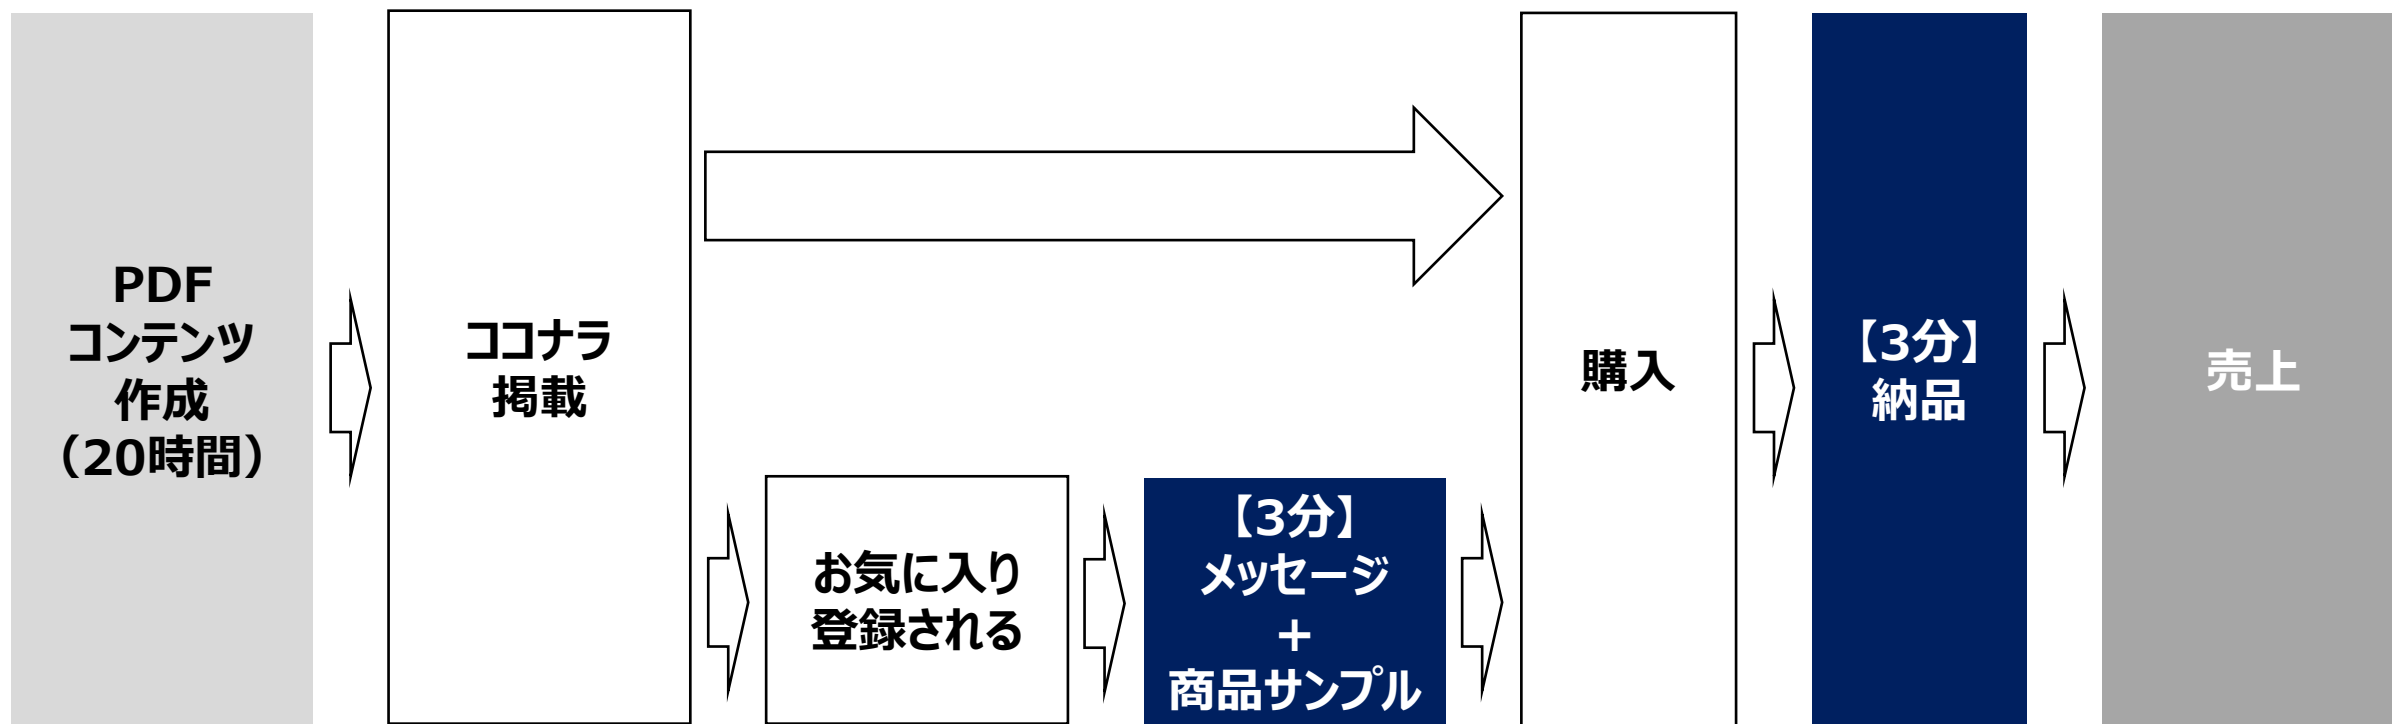 PDF
コンテンツ
作成
（20時間）
ココナラ
掲載
お気に入り
登録される
【3分】
メッセージ
+
商品サンプル
購入
【3分】
納品
売上